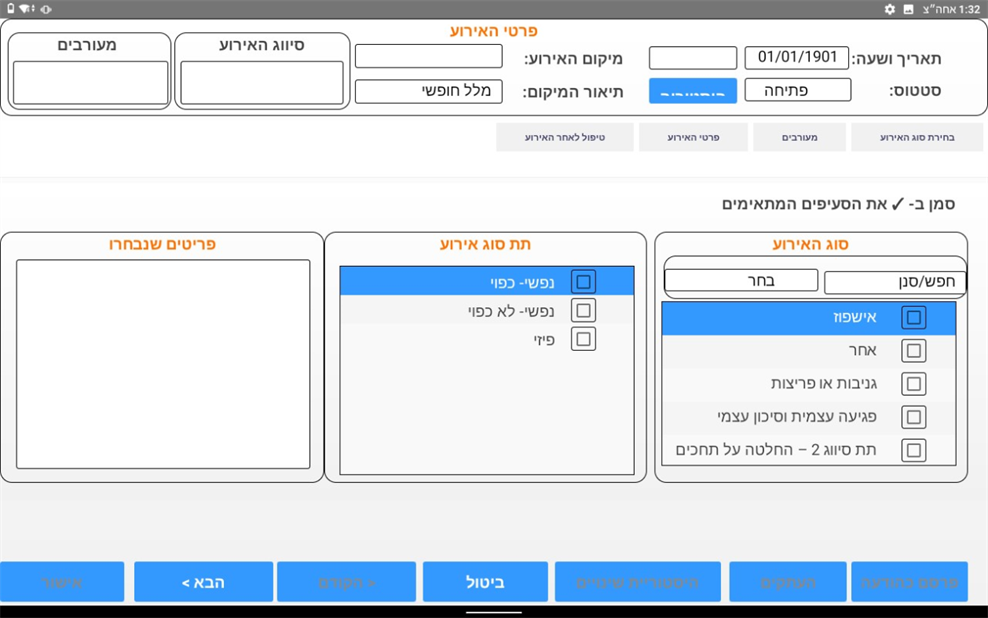 1:32 אחה״צ
פרטי האירוע
תאריך ושעה: 01/01/1901
מיקום האירוע:
סיווג האירוע
מעורבים
סטטוס: פתיחה
תיאור המיקום: מלל חופשי
בחירת סוג האירוע
מעורבים
פרטי האירוע
טיפול לאחר האירוע
סמן ב- ✓ את הסעיפים המתאימים
סוג האירוע
חפש/סנן
בחר
אישפוז
אחר
גניבות או פריצות
פגיעה עצמית וסיכון עצמי
תת סיווג 2 – החלטה על תחכים
תת סוג אירוע
נפשי- כפוי
נפשי- לא כפוי
פיזי
פריטים שנבחרו
פרסם כהודעה
העתקים
היסטוריית שינויים
ביטול
« הקודם
הבא >
אישור